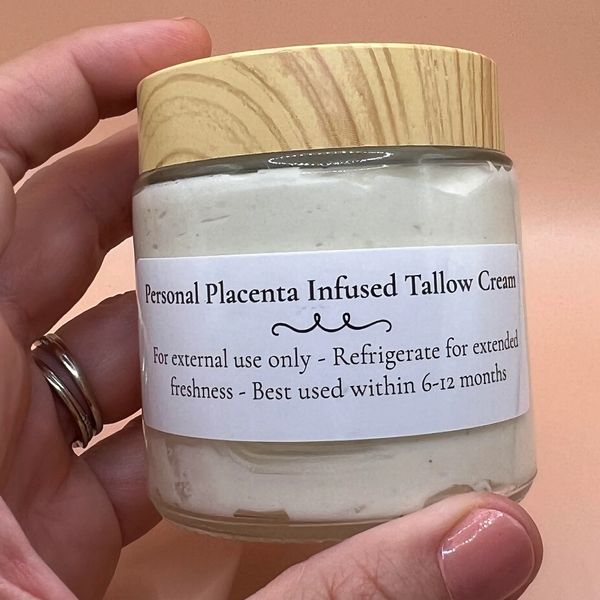 Personal Placenta Infused Tallow Cream
For external use only - Refrigerate for extended
freshness - Best used within 6-12 months